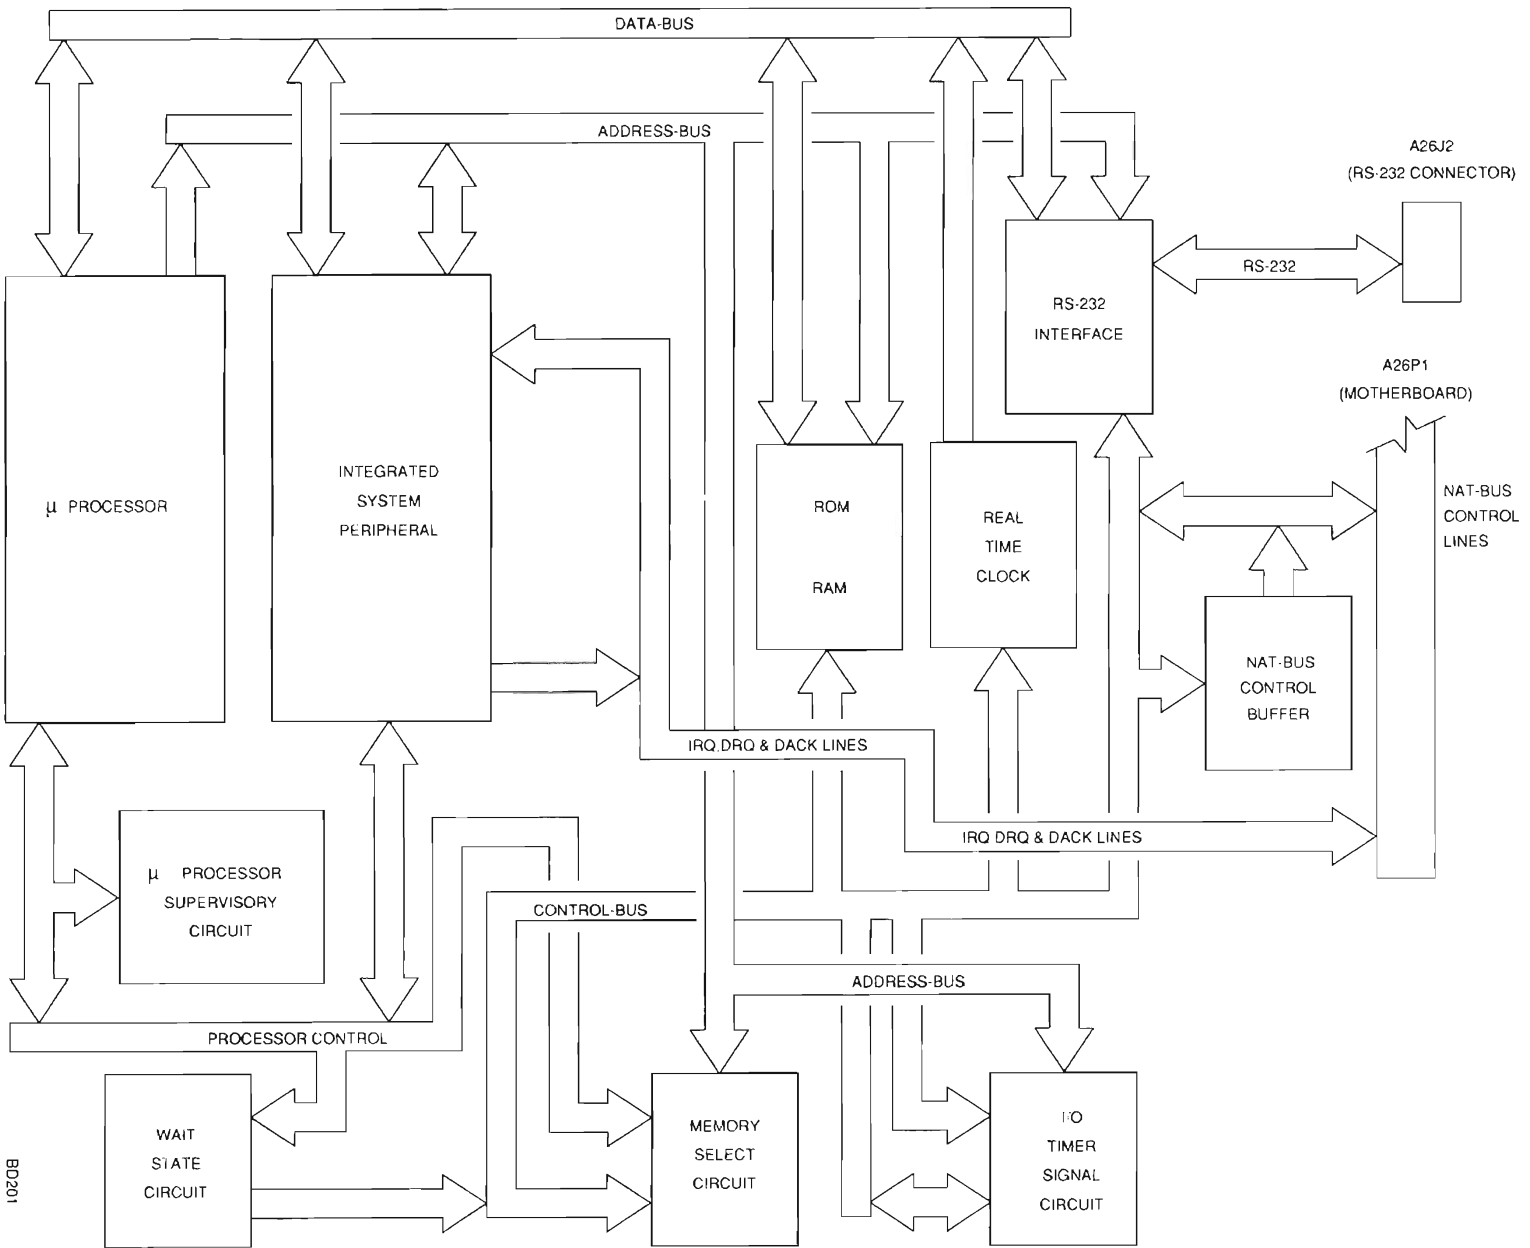 DATA-BUS
ADDRESS-BUS
A26J2
(RS-232 CONNECTOR)
RS-232
RS-232
INTERFACE
A26P1
(MOTHERBOARD)
μ PROCESSOR
INTEGRATED
SYSTEM
PERIPHERAL
ROM
RAM
REAL
TIME
CLOCK
NAT-BUS
CONTROL
LINES
NAT-BUS
CONTROL
BUFFER
IRQ,DRQ & DACK LINES
IRQ DRQ & DACK LINES
μ PROCESSOR
SUPERVISORY
CIRCUIT
CONTROL-BUS
ADDRESS-BUS
PROCESSOR CONTROL
WAIT
STATE
CIRCUIT
MEMORY
SELECT
CIRCUIT
I/O
TIMER
SIGNAL
CIRCUIT
BD201